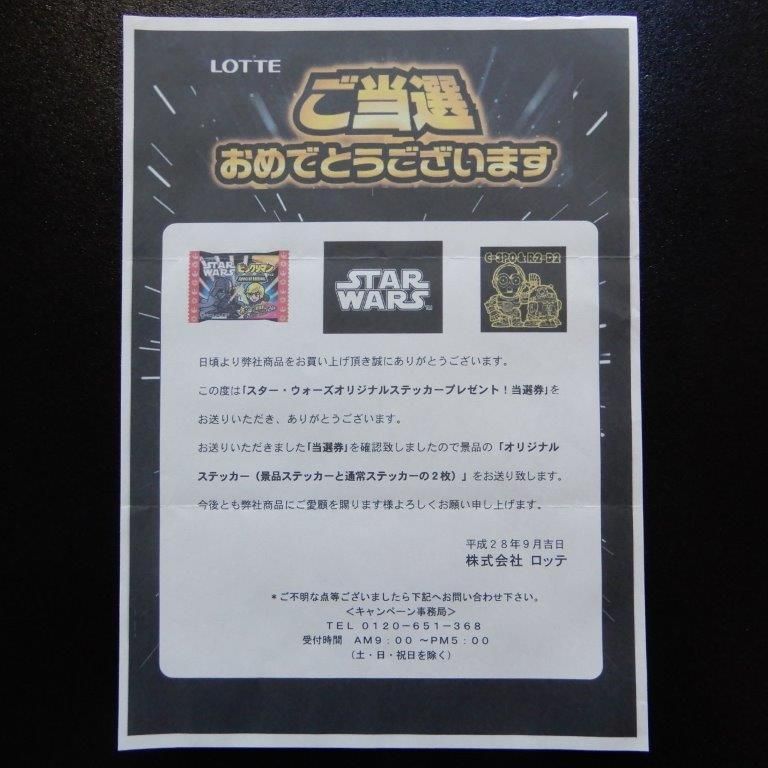 LOTTE
ご当選
おめでとうございます
STAR WARS
ビックリマン
STAR
WARS
C-3PO & R2-D2
日頃より弊社商品をお買い上げ頂き誠にありがとうございます。
この度は「スター・ウォーズオリジナルステッカープレゼント！当選券」を
お送りいただき、ありがとうございます。
お送りいただきました「当選券」を確認致しましたので景品の「オリジナル
ステッカー（景品ステッカーと通常ステッカーの２枚）」をお送り致します。
今後とも弊社商品にご愛顧を賜ります様よろしくお願い申し上げます。
平成２８年９月吉日
株式会社 ロッテ
＊ご不明な点等ございましたら下記へお問い合わせ下さい。
＜キャンペーン事務局＞
ＴＥＬ ０１２０－６５１－３６８
受付時間 ＡＭ９：００ ～ＰＭ５：００
（土・日・祝日を除く）